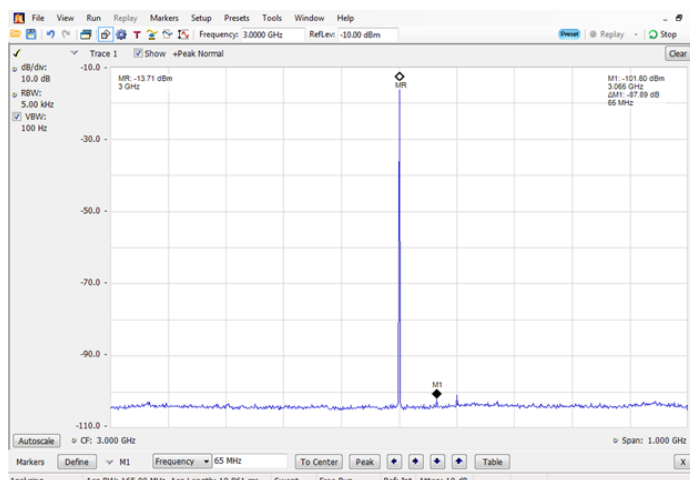 File View Run Replay Markers Setup Presets Tools Window Help
T Frequency: 3.0000 GHz RefLev: -10.00 dBm Preset Replay Stop
Trace 1 Show +Peak Normal Clear
dB/div:
10.0 dB
RBW:
5.00 kHz
VBW:
100 Hz
-10.0
-30.0
-50.0
-70.0
-90.0
-110.0
MR: -13.71 dBm
3 GHz
MR
M1: -101.60 dBm
3.065 GHz
ΔM1: -87.89 dB
65 MHz
M1
Autoscale CF: 3.000 GHz Span: 1.000 GHz
Markers Define M1 Frequency 65 MHz To Center Peak Table X